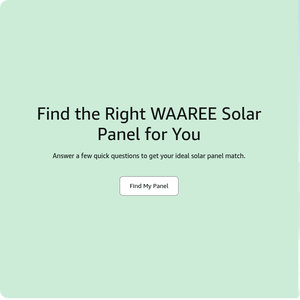 Find the Right WAAREE Solar
Panel for You
Answer a few quick questions to get your ideal solar panel match.
Find My Panel